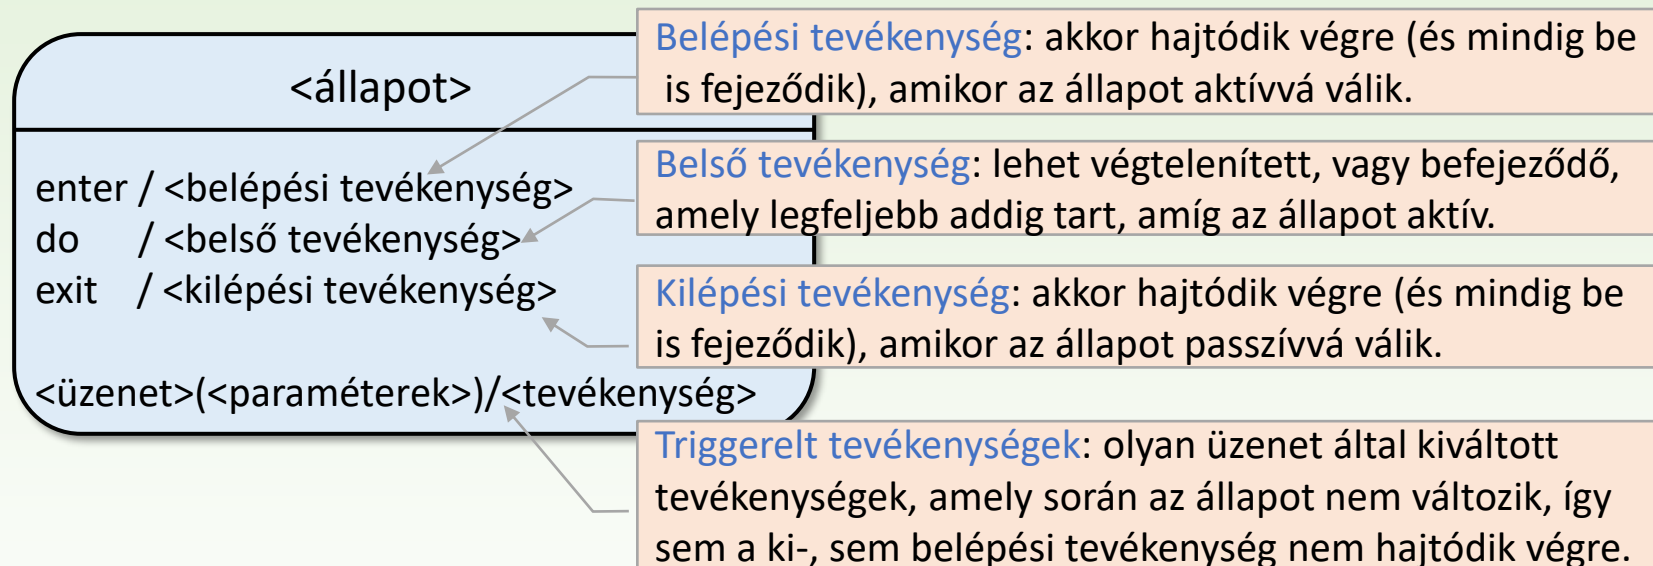 <állapot>
enter / <belépési tevékenység>
do / <belső tevékenység>
exit / <kilépési tevékenység>
<üzenet>(<paraméterek>)/<tevékenység>
Belépési tevékenység: akkor hajtódik végre (és mindig be
is fejeződik), amikor az állapot aktívvá válik.
Belső tevékenység: lehet végtelenített, vagy befejeződő,
amely legfeljebb addig tart, amíg az állapot aktív.
Kilépési tevékenység: akkor hajtódik végre (és mindig be
is fejeződik), amikor az állapot passzívvá válik.
Triggerelt tevékenységek: olyan üzenet által kiváltott
tevékenységek, amely során az állapot nem változik, így
sem a ki-, sem belépési tevékenység nem hajtódik végre.